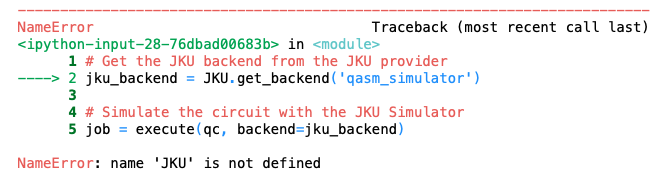 ---------------------------------------------------------------------------
NameError                                 Traceback (most recent call last)
<ipython-input-28-76dbad00683b> in <module>
      1 # Get the JKU backend from the JKU provider
----> 2 jku_backend = JKU.get_backend('qasm_simulator')
      3
      4 # Simulate the circuit with the JKU Simulator
      5 job = execute(qc, backend=jku_backend)
NameError: name 'JKU' is not defined